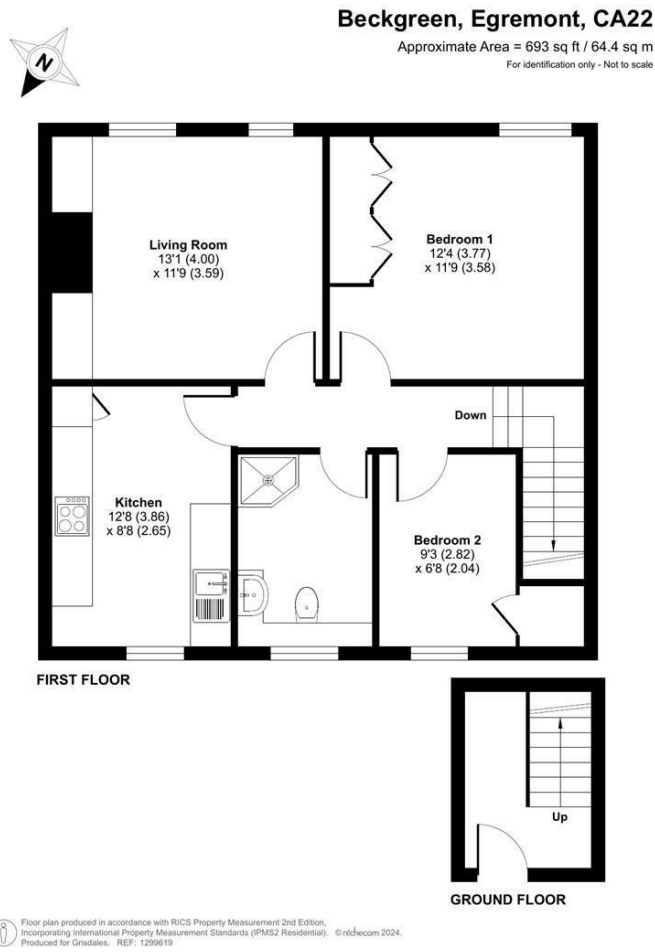 Beckgreen, Egremont, CA22
Approximate Area = 693 sq ft / 64.4 sq m
For identification only - Not to scale
N
Living Room
13'1 (4.00)
x 11'9 (3.59)
Bedroom 1
12'4 (3.77)
x 11'9 (3.58)
Down
Kitchen
12'8 (3.86)
x 8'8 (2.65)
Bedroom 2
9'3 (2.82)
x 6'8 (2.04)
FIRST FLOOR
Up
GROUND FLOOR
Floor plan produced in accordance with RICS Property Measurement 2nd Edition,
Incorporating International Property Measurement Standards (IPMS2 Residential). © nichecom 2024.
Produced for Grisdales. REF: 1299619